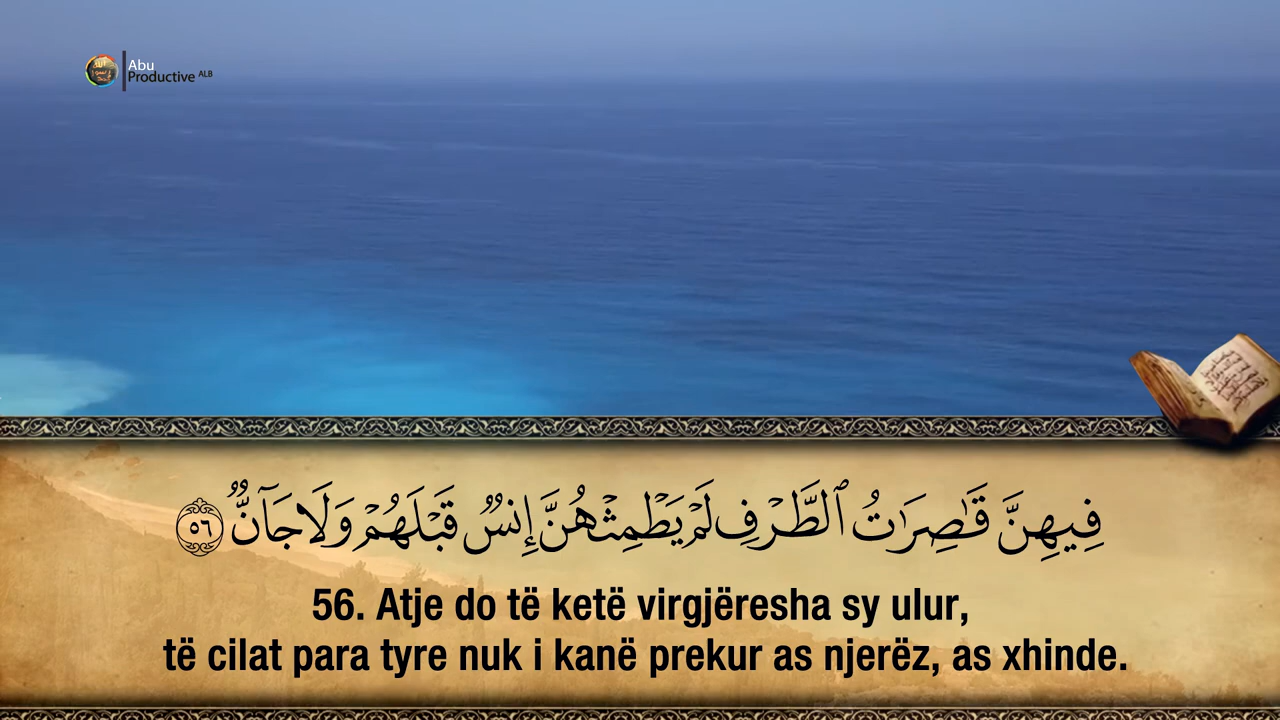 Abu
Productive ALB
فِيهِنَّ قَٰصِرَٰتُ ٱلطَّرۡفِ لَمۡ يَطۡمِثۡهُنَّ إِنسٞ قَبۡلَهُمۡ وَلَا جَآنّٞ ٥٦
56. Atje do të ketë virgjëresha sy ulur,
të cilat para tyre nuk i kanë prekur as njerëz, as xhinde.